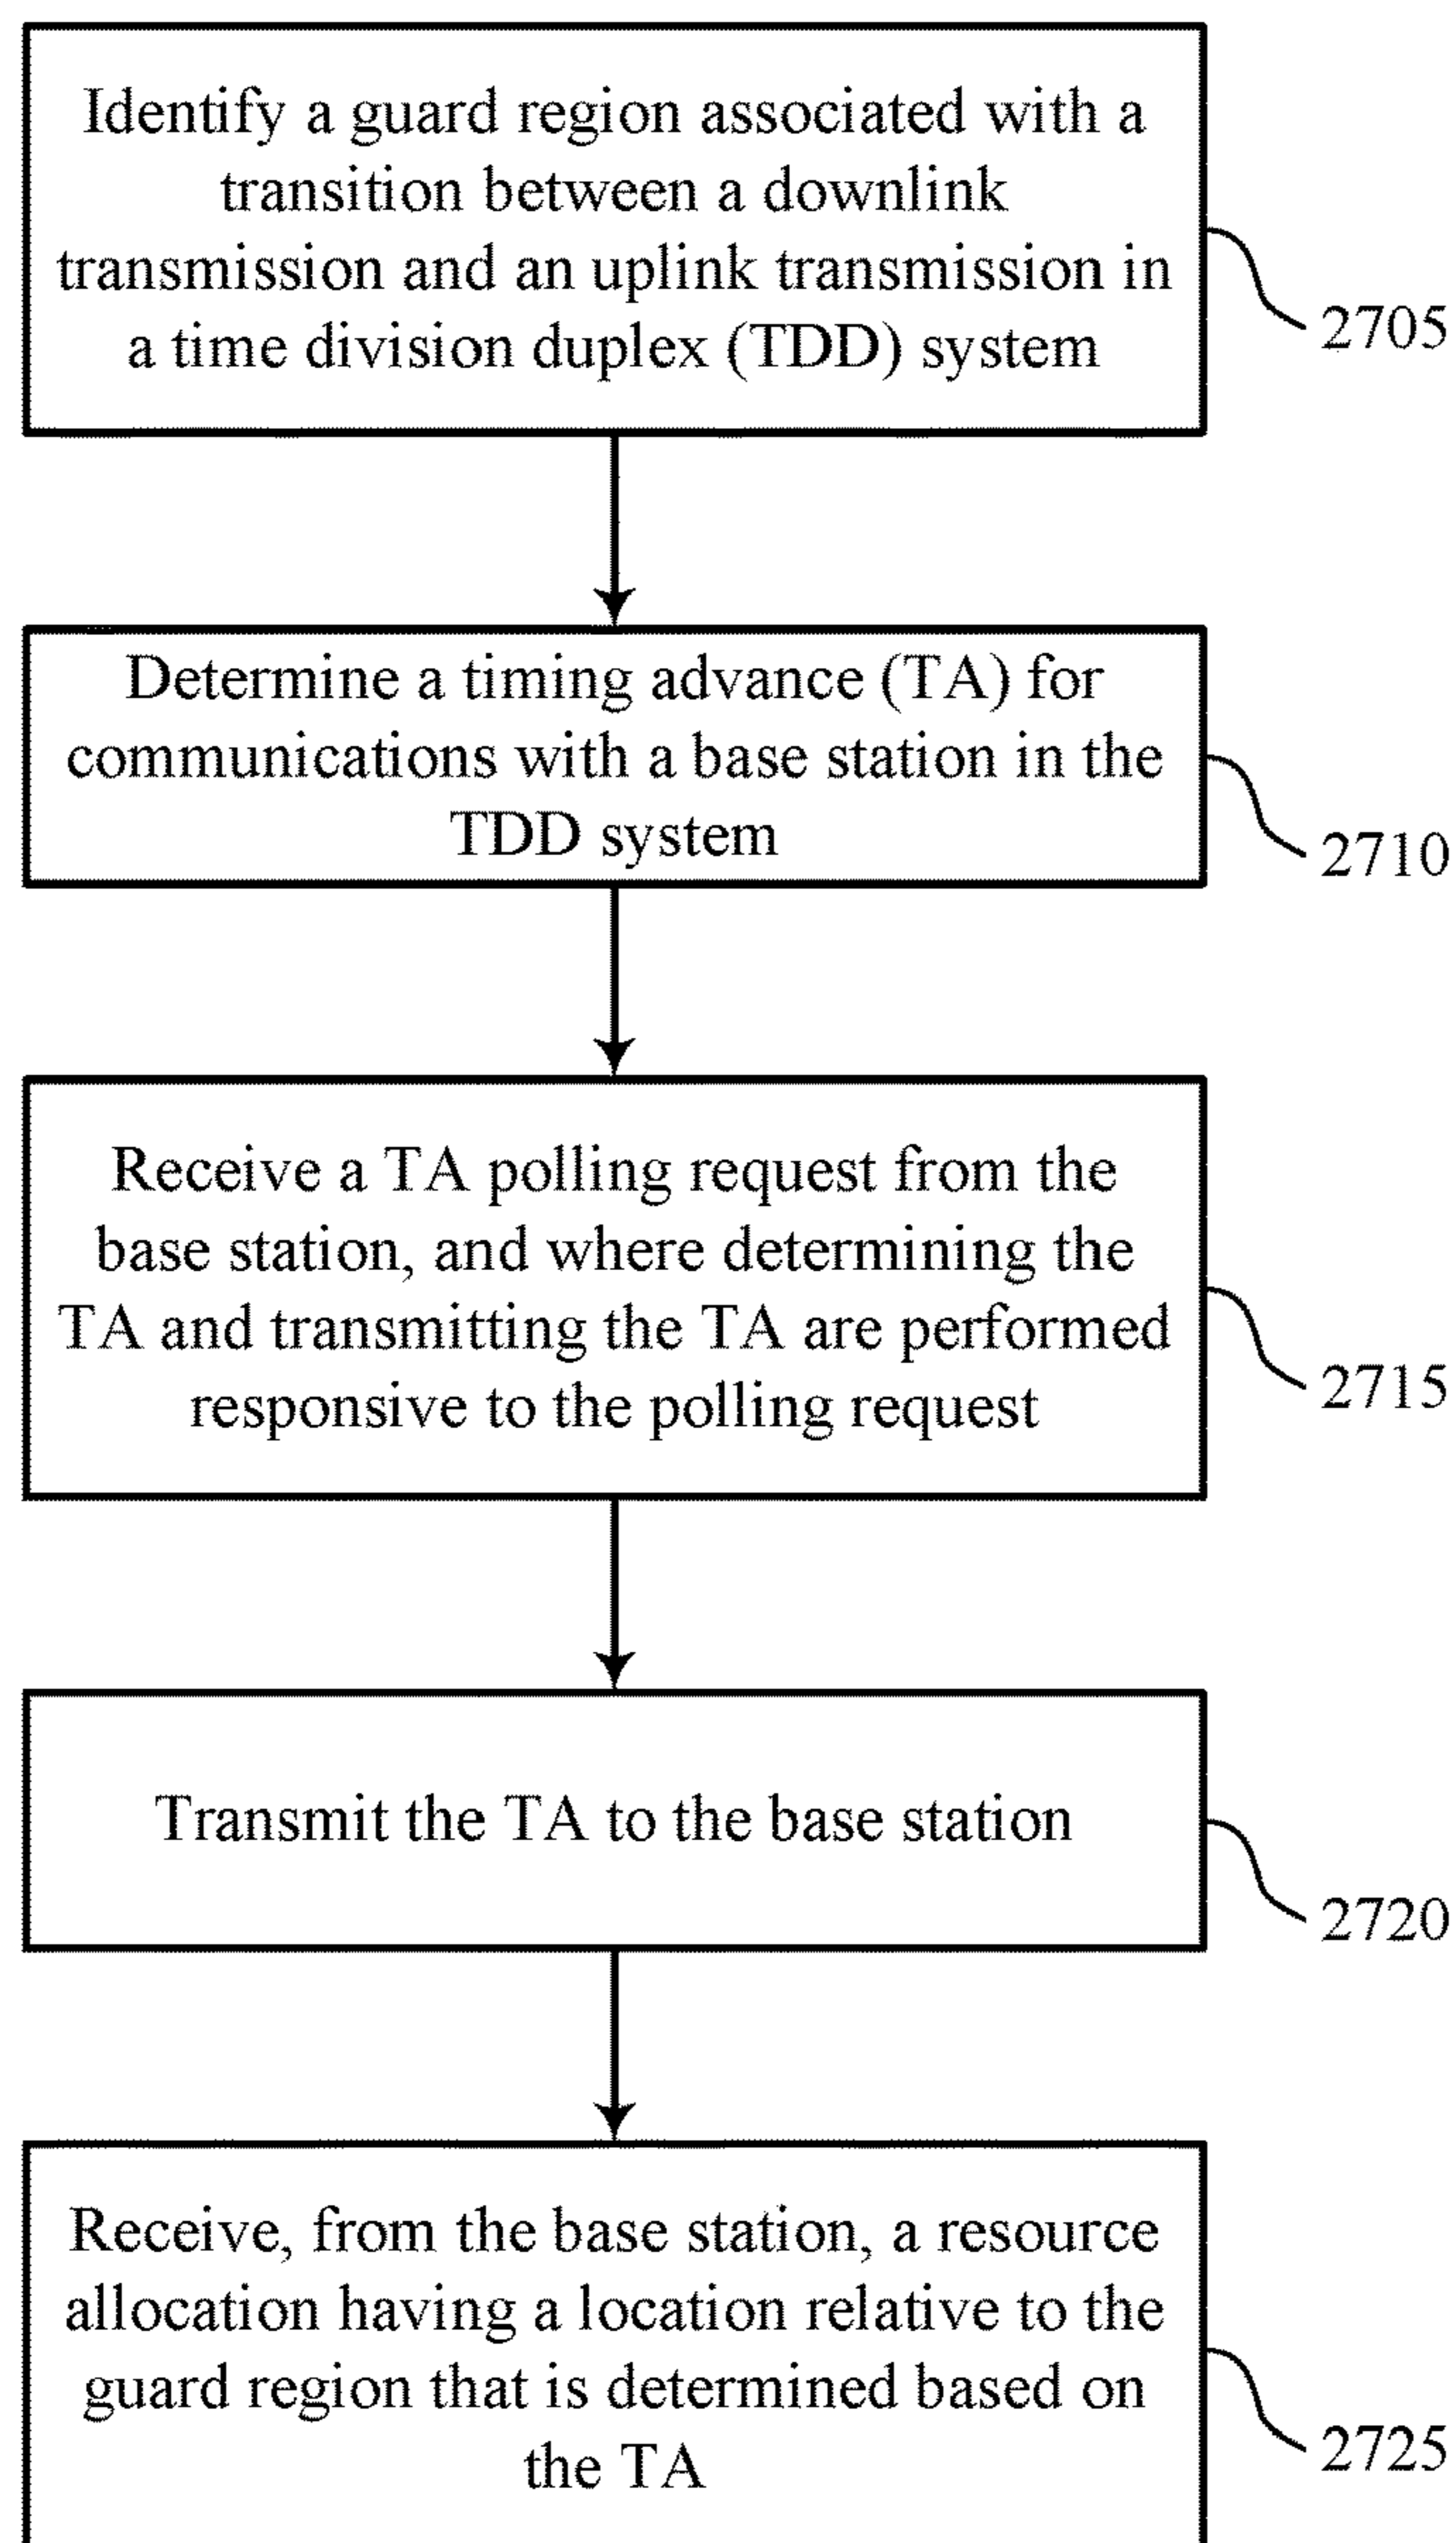 Identify a guard region associated with a
transition between a downlink
transmission and an uplink transmission in
a time division duplex (TDD) system
2705
Determine a timing advance (TA) for
communications with a base station in the
TDD system
2710
Receive a TA polling request from the
base station, and where determining the
TA and transmitting the TA are performed
responsive to the polling request
2715
Transmit the TA to the base station
2720
Receive, from the base station, a resource
allocation having a location relative to the
guard region that is determined based on
the TA
2725